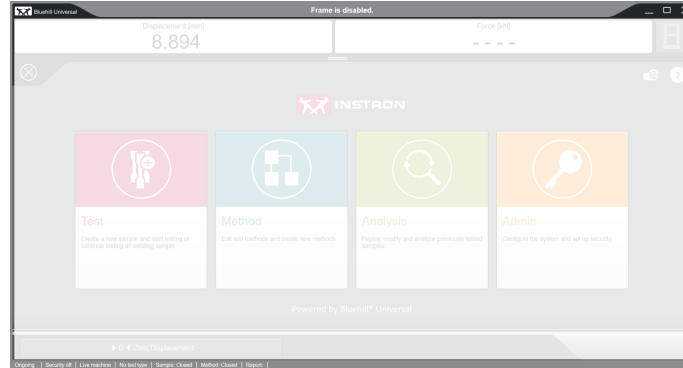 Bluehill Universal
Frame is disabled.
Displacement [mm]
8.894
Force [kN]
- - - -
?
INSTRON
Test
Create a new sample and start testing or
continue testing an existing sample
Method
Edit test methods and create new methods
Analysis
Replay, modify and analyze previously tested
samples.
Admin
Configure the system and set up security
Powered by Bluehill® Universal
0 Zero Displacement
Ongoing | Security off | Live machine | No test type | Sample: Closed | Method: Closed | Report: |